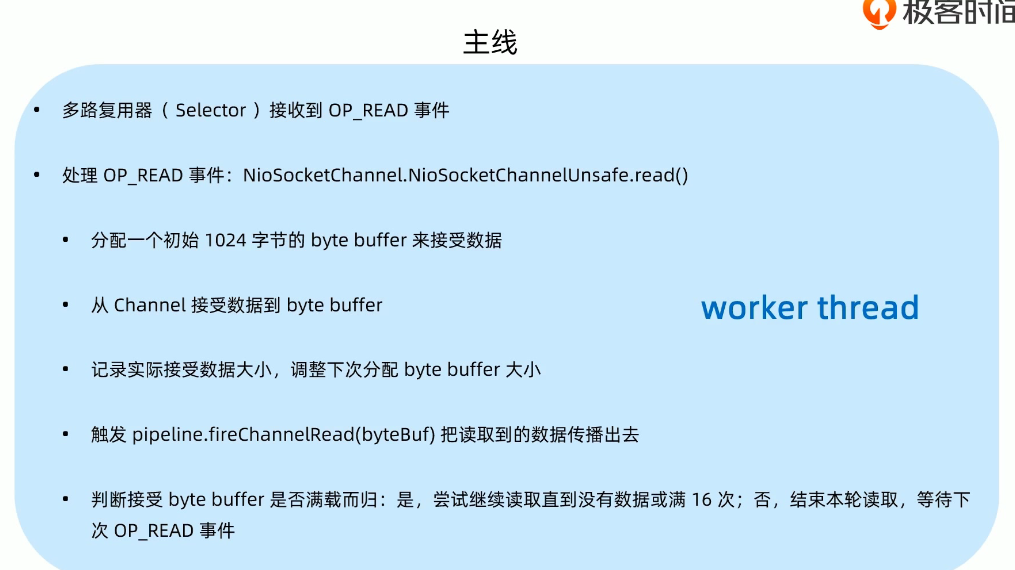 极客时间
主线
• 多路复用器（ Selector ）接收到 OP_READ 事件
• 处理 OP_READ 事件：NioSocketChannel.NioSocketChannelUnsafe.read()
• 分配一个初始 1024 字节的 byte buffer 来接受数据
• 从 Channel 接受数据到 byte buffer
worker thread
• 记录实际接受数据大小，调整下次分配 byte buffer 大小
• 触发 pipeline.fireChannelRead(byteBuf) 把读取到的数据传播出去
• 判断接受 byte buffer 是否满载而归：是，尝试继续读取直到没有数据或满 16 次；否，结束本轮读取，等待下
次 OP_READ 事件